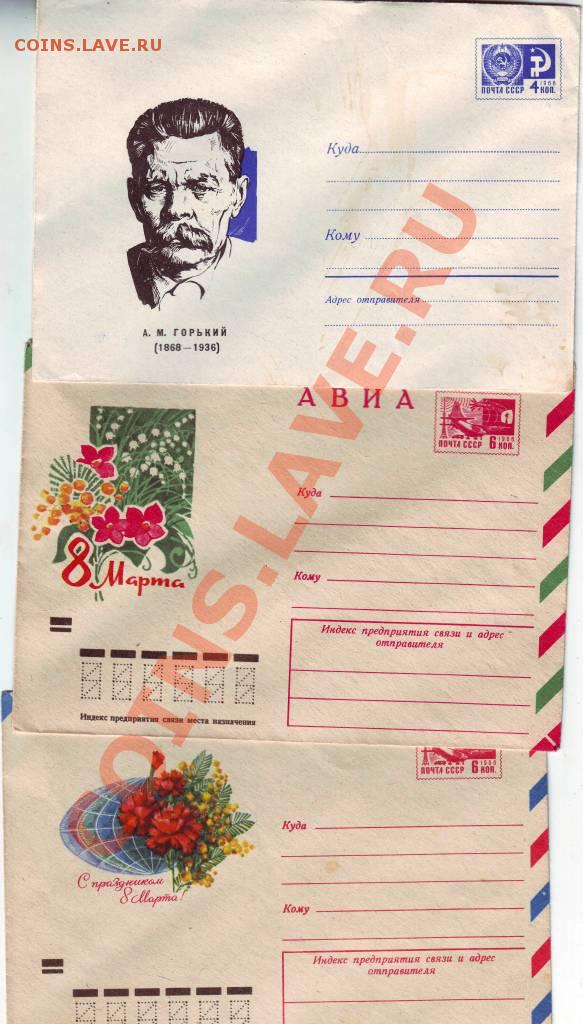 COINS.LAVE.RU
1966
ПОЧТА СССР 4 КОП.
Куда
Кому
Адрес отправителя
А. М. ГОРЬКИЙ
(1868—1936)
COINS.LAVE.RU
АВИА
1966
ПОЧТА СССР 6 КОП.
Куда
8 Марта
Кому
Индекс предприятия связи и адрес
отправителя
Индекс предприятия связи места назначения
1966
ПОЧТА СССР 6 КОП.
Куда
С праздником
8 Марта!
Кому
Индекс предприятия связи и адрес
отправителя